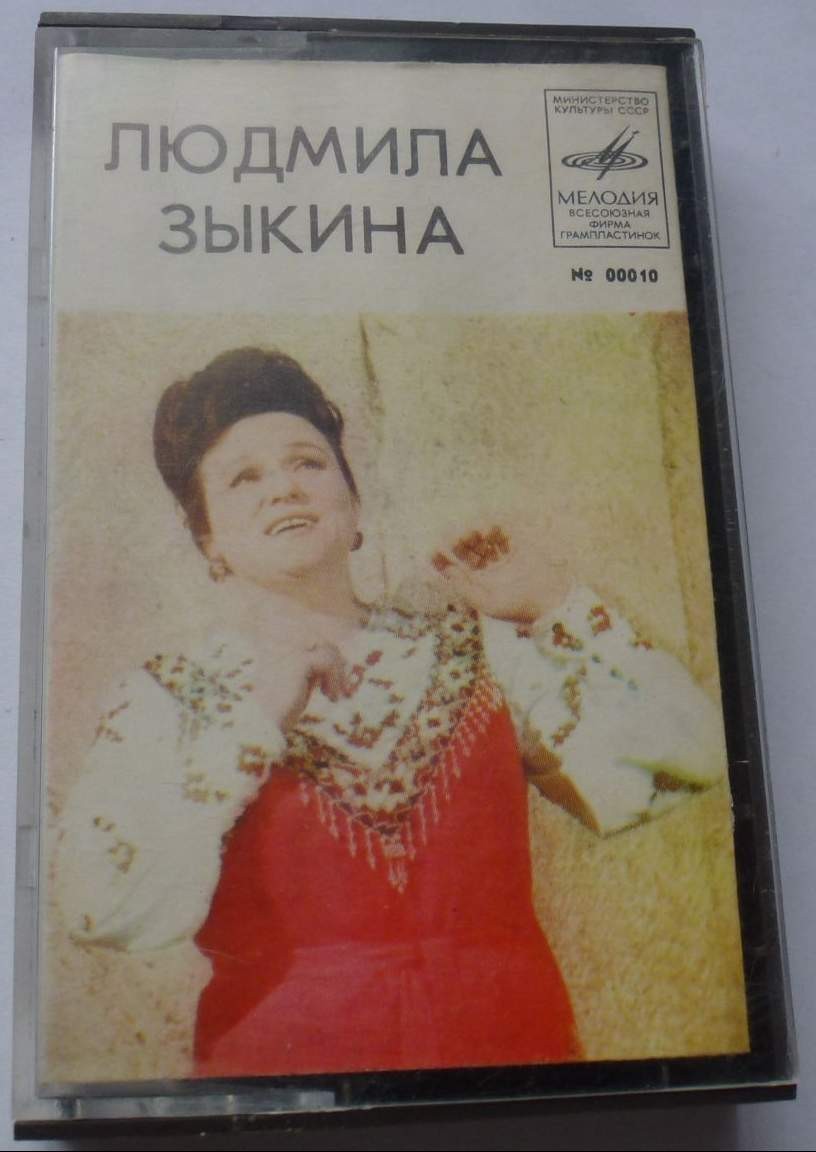 ЛЮДМИЛА
ЗЫКИНА
МИНИСТЕРСТВО
КУЛЬТУРЫ СССР
МЕЛОДИЯ
ВСЕСОЮЗНАЯ
ФИРМА
ГРАМПЛАСТИНОК
№ 00010